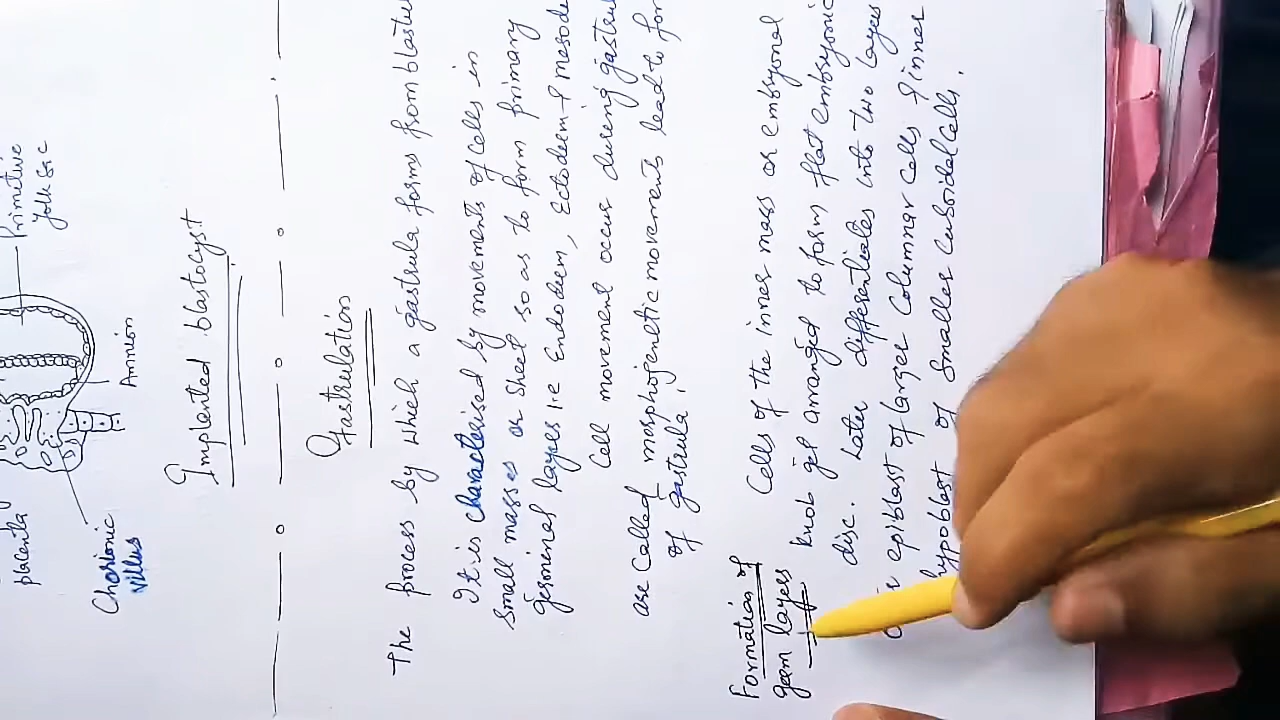 Primitive
Yolk sac
Amnion
placenta
Chorionic
villus
Implented blastocyst
Gastrulation
The process by which a gastrula forms from blastu
It is characterised by movements of cells in
small masses or sheet so as to form primary
germinal layers i.e Endoderm, Ectoderm & mesode
Cell movement occur during gastrul
are called morphogenetic movements lead to for
of gastrula.
Formation of
germ layers
Cells of the inner mass or embryonal
knob get arranged to form flat embryonic
disc. Later differentiates into two layers
epiblast of larger Columnar cells & inner
hypoblast of Smaller cuboidal cells.